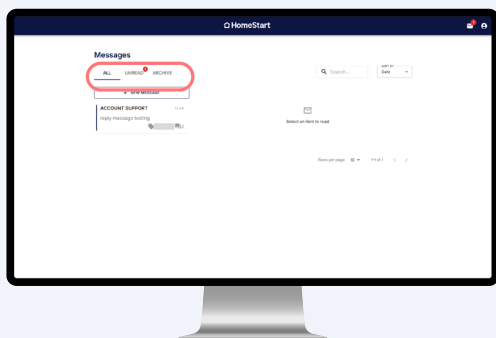 HomeStart
Messages
ALL UNREAD ARCHIVE
Search...
SORT BY
Date
+ NEW MESSAGE
ACCOUNT SUPPORT
reply message testing
Select an item to read
Rows per page: 10
1-1 of 1